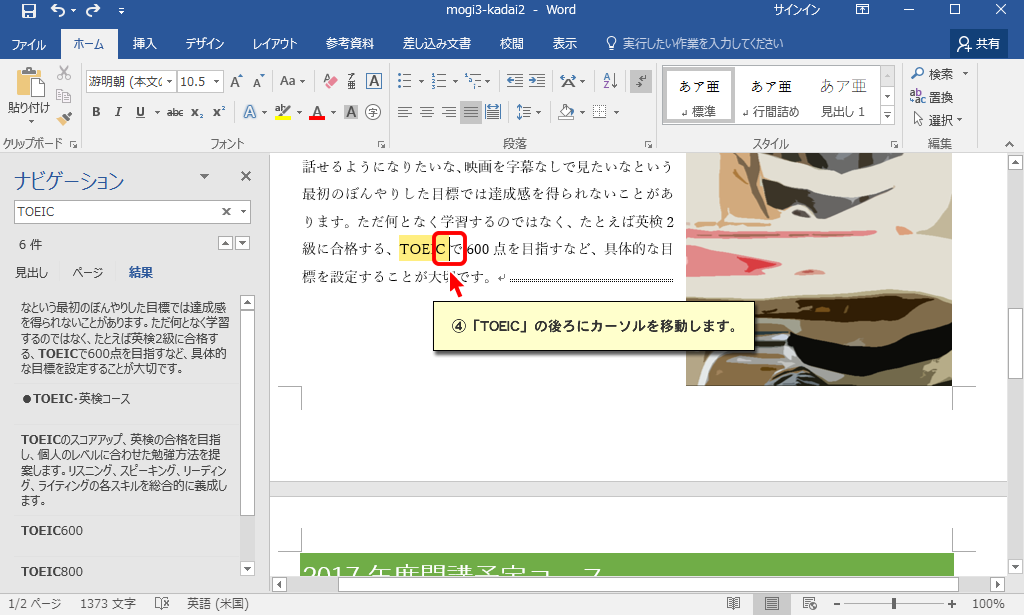 mogi3-kadai2 - Word
サインイン
ファイル
ホーム
挿入
デザイン
レイアウト
参考資料
差し込み文書
校閲
表示
実行したい作業を入力してください
共有
貼り付け
游明朝 (本文(
10.5
Aa
B I U abc x₂ x²
クリップボード
フォント
段落
あア亜
↲標準
あア亜
↲行間詰め
あア亜
見出し 1
スタイル
検索
置換
選択
編集
ナビゲーション
TOEIC
6 件
見出し
ページ
結果
なという最初のぼんやりした目標では達成感
を得られないことがあります。ただ何となく学習
するのではなく、たとえば英検2級に合格す
る、TOEICで600点を目指すなど、具体的
な目標を設定することが大切です。
●TOEIC・英検コース
TOEICのスコアアップ、英検の合格を目指
し、個人のレベルに合わせた勉強方法を提
案します。リスニング、スピーキング、リーディン
グ、ライティングの各スキルを総合的に養成し
ます。
TOEIC600
TOEIC800
話せるようになりたいな、映画を字幕なしで見たいなという
最初のぼんやりした目標では達成感を得られないことがあ
ります。ただ何となく学習するのではなく、たとえば英検 2
級に合格する、TOEIC で 600 点を目指すなど、具体的な目
標を設定することが大切です。↵
④「TOEIC」の後ろにカーソルを移動します。
2017 年度開講予定コース
1/2 ページ
1373 文字
英語 (米国)
100%